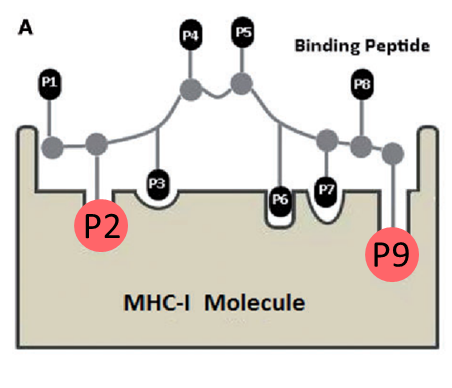 A
P4
P5
Binding Peptide
P1
P8
P3
P7
P6
P2
P9
MHC-I Molecule